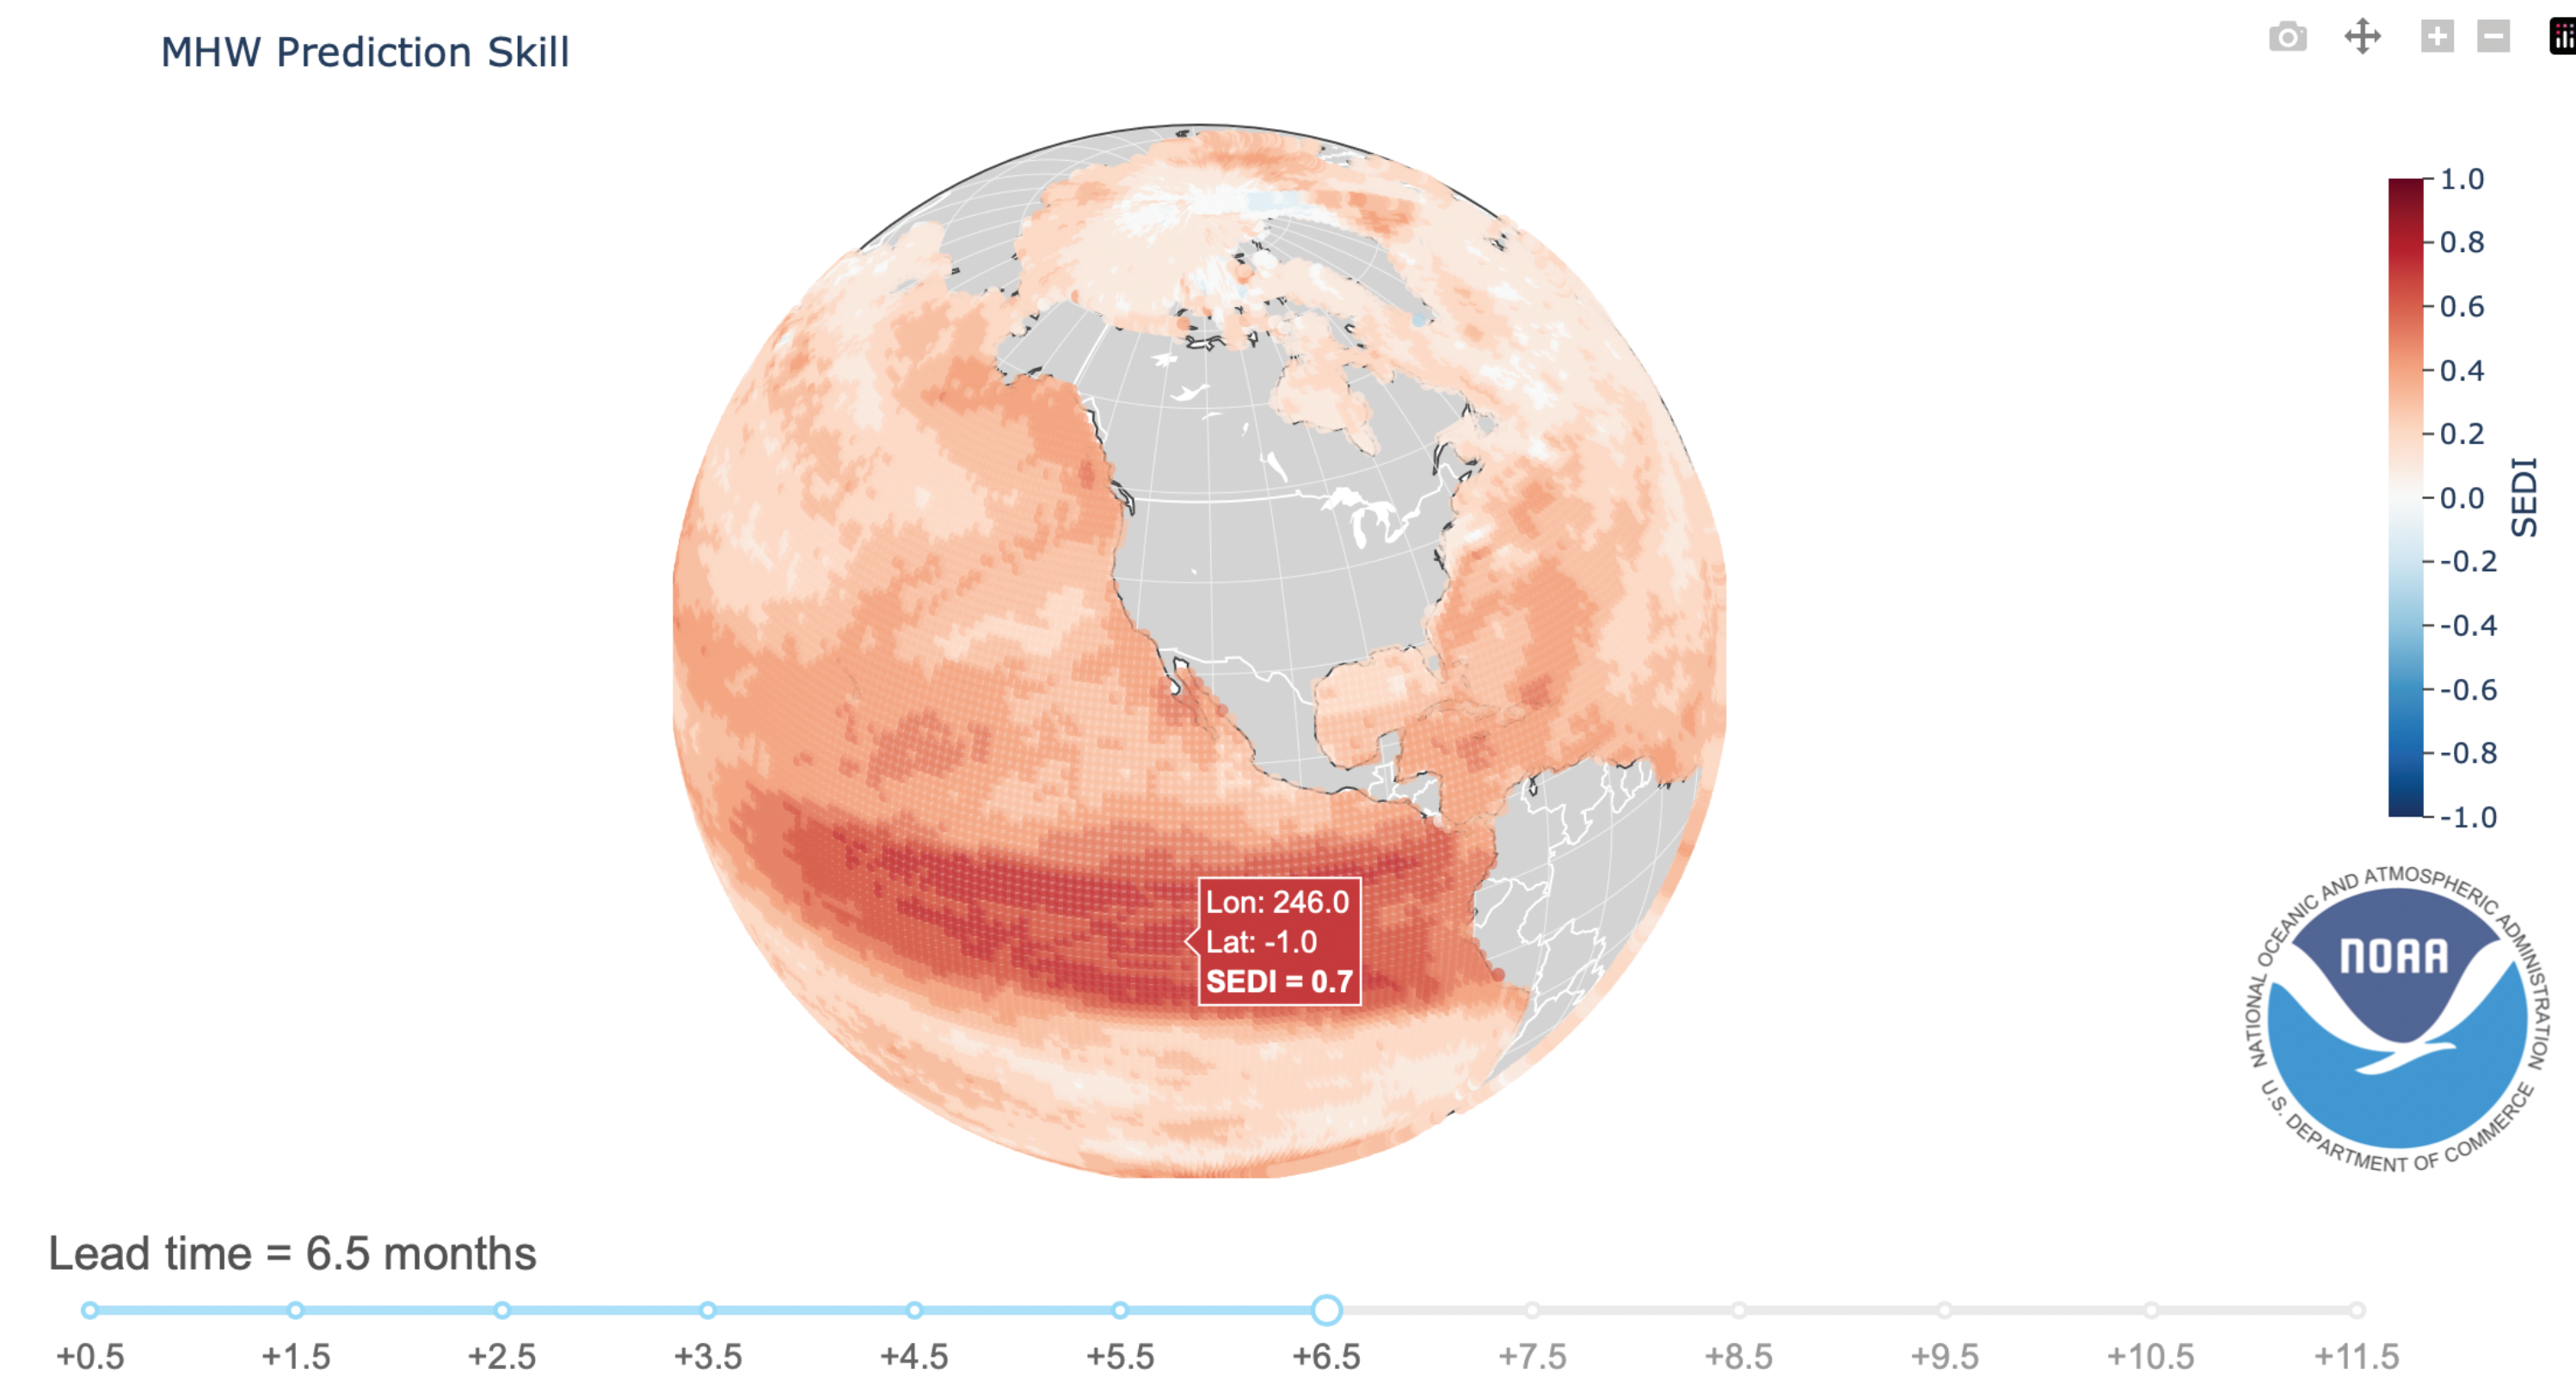 MHW Prediction Skill
1.0
0.8
0.6
0.4
0.2
0.0
-0.2
-0.4
-0.6
-0.8
-1.0
SEDI
Lon: 246.0
Lat: -1.0
SEDI = 0.7
NATIONAL OCEANIC AND ATMOSPHERIC ADMINISTRATION
NOAA
U.S. DEPARTMENT OF COMMERCE
Lead time = 6.5 months
+0.5 +1.5 +2.5 +3.5 +4.5 +5.5 +6.5 +7.5 +8.5 +9.5 +10.5 +11.5